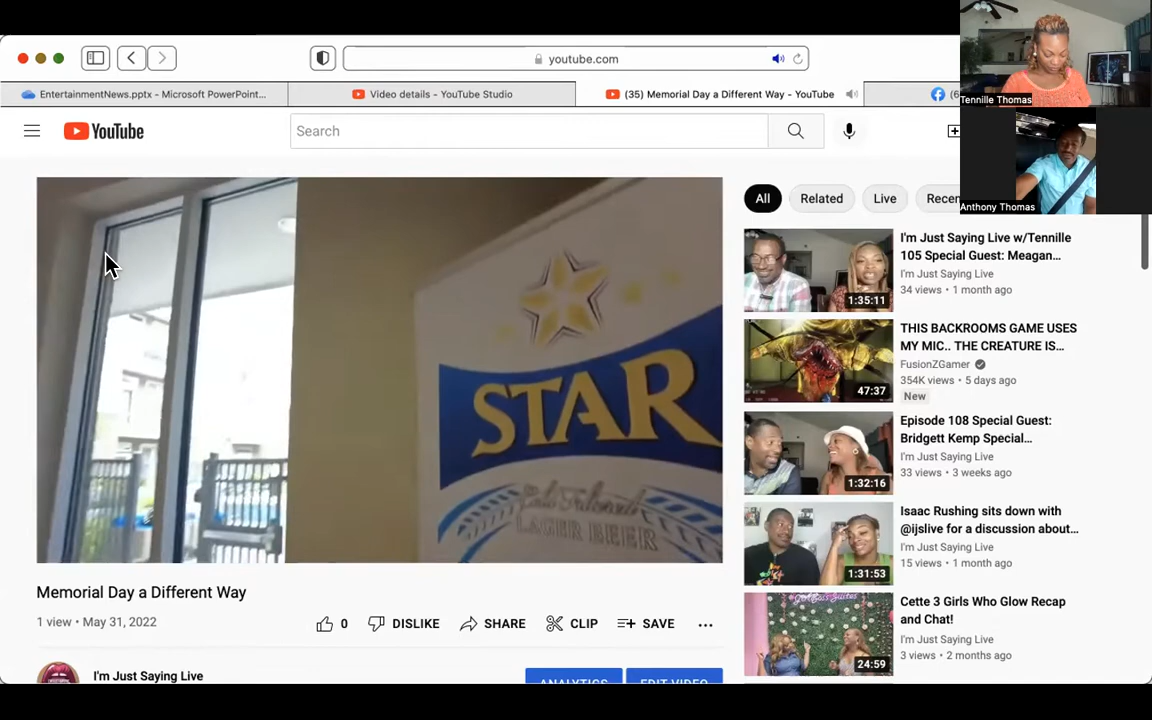 youtube.com
EntertainmentNews.pptx - Microsoft PowerPoint...
Video details - YouTube Studio
(35) Memorial Day a Different Way - YouTube
(6
YouTube
Search
Tennille Thomas
Anthony Thomas
All
Related
Live
Recen
STAR
LAGER BEER
I'm Just Saying Live w/Tennille
105 Special Guest: Meagan...
I'm Just Saying Live
34 views • 1 month ago
1:35:11
THIS BACKROOMS GAME USES
MY MIC.. THE CREATURE IS...
FusionZGamer
354K views • 5 days ago
New
47:37
Episode 108 Special Guest:
Bridgett Kemp Special...
I'm Just Saying Live
33 views • 3 weeks ago
1:32:16
Isaac Rushing sits down with
@ijslive for a discussion about...
I'm Just Saying Live
15 views • 1 month ago
1:31:53
Cette 3 Girls Who Glow Recap
and Chat!
I'm Just Saying Live
3 views • 2 months ago
24:59
Memorial Day a Different Way
1 view • May 31, 2022
0
DISLIKE
SHARE
CLIP
SAVE
I'm Just Saying Live
ANALYTICS
EDIT VIDEO